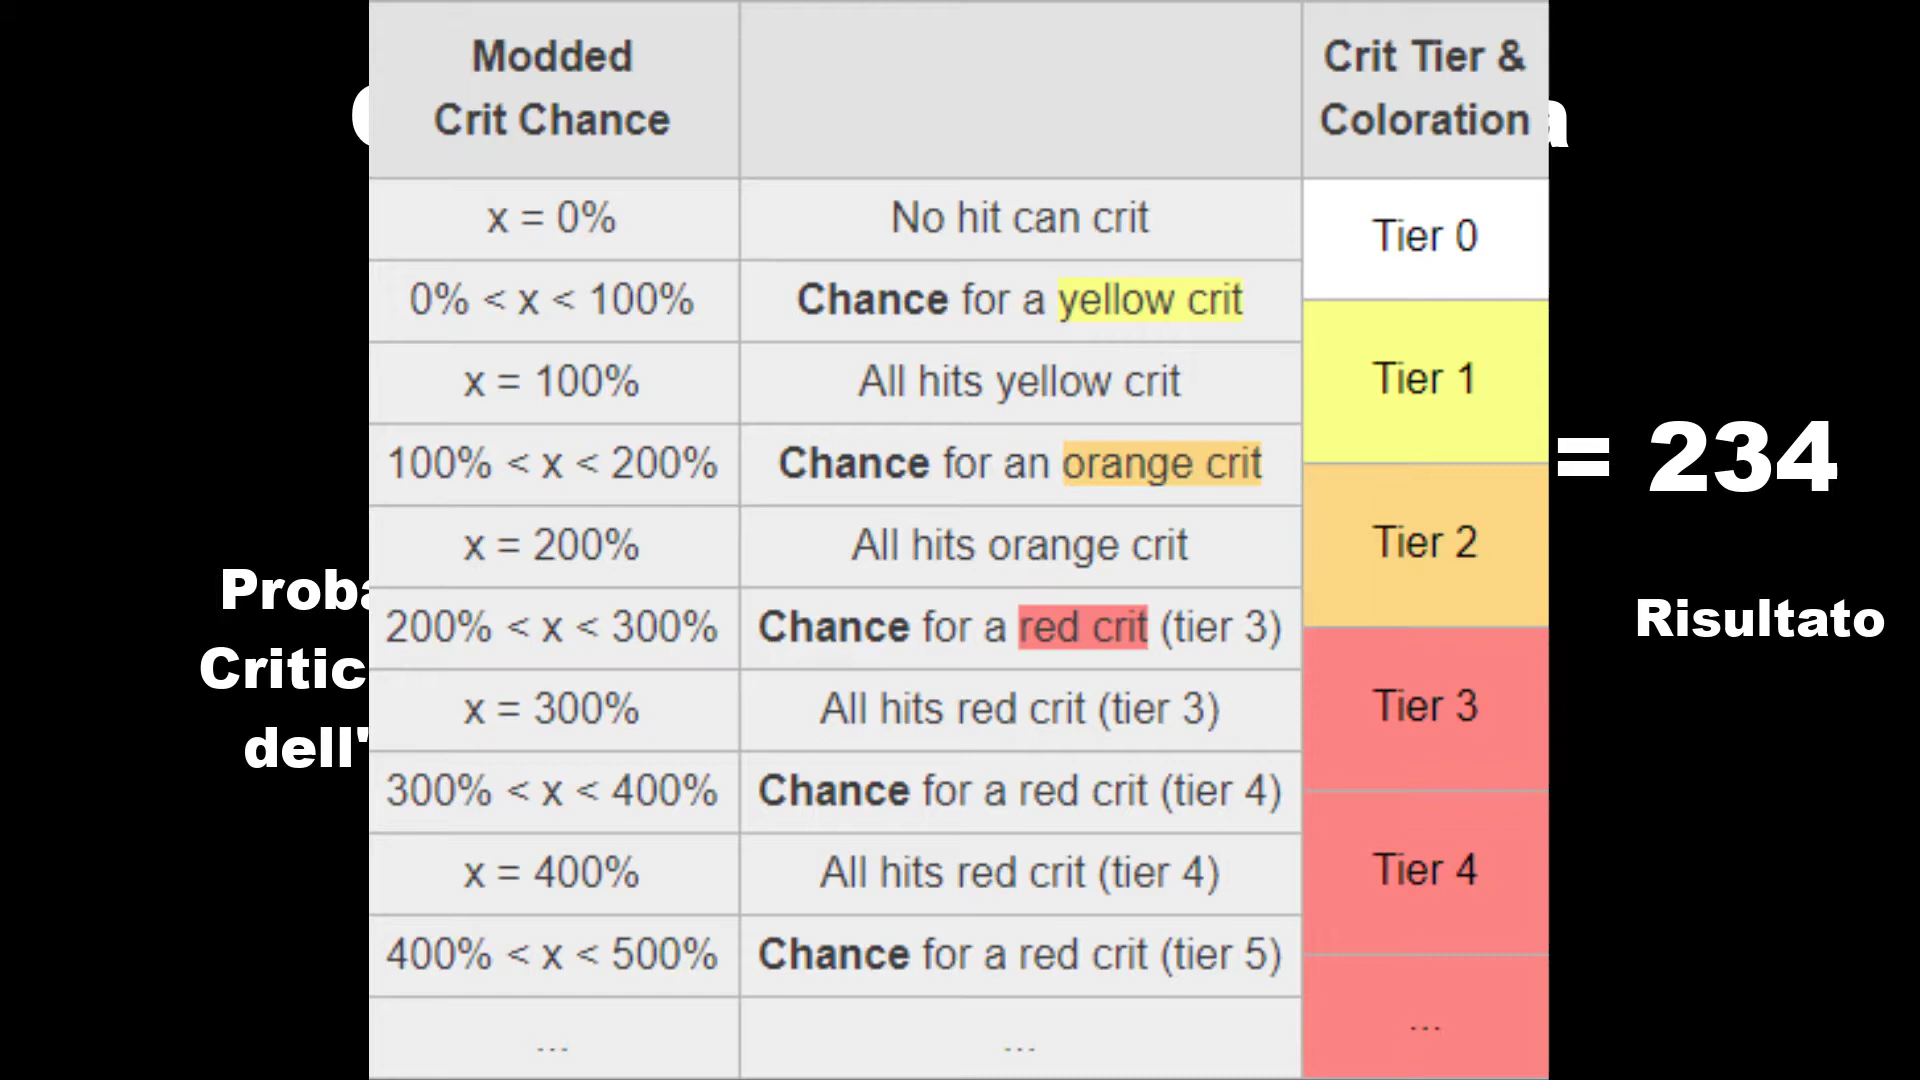 Modded
Crit Chance
Crit Tier &
Coloration
x = 0%
No hit can crit
Tier 0
0% < x < 100%
Chance for a yellow crit
x = 100%
All hits yellow crit
Tier 1
100% < x < 200%
Chance for an orange crit
x = 200%
All hits orange crit
Tier 2
200% < x < 300%
Chance for a red crit (tier 3)
x = 300%
All hits red crit (tier 3)
Tier 3
300% < x < 400%
Chance for a red crit (tier 4)
x = 400%
All hits red crit (tier 4)
Tier 4
400% < x < 500%
Chance for a red crit (tier 5)
...
...
...
= 234
Risultato
dell'